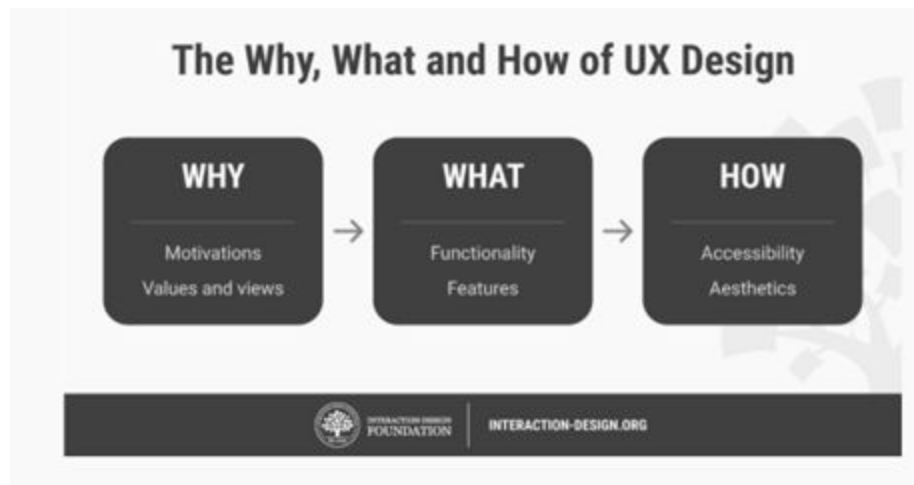 The Why, What and How of UX Design
WHY
Motivations
Values and views
WHAT
Functionality
Features
HOW
Accessibility
Aesthetics
INTERACTION DESIGN
FOUNDATION
INTERACTION-DESIGN.ORG